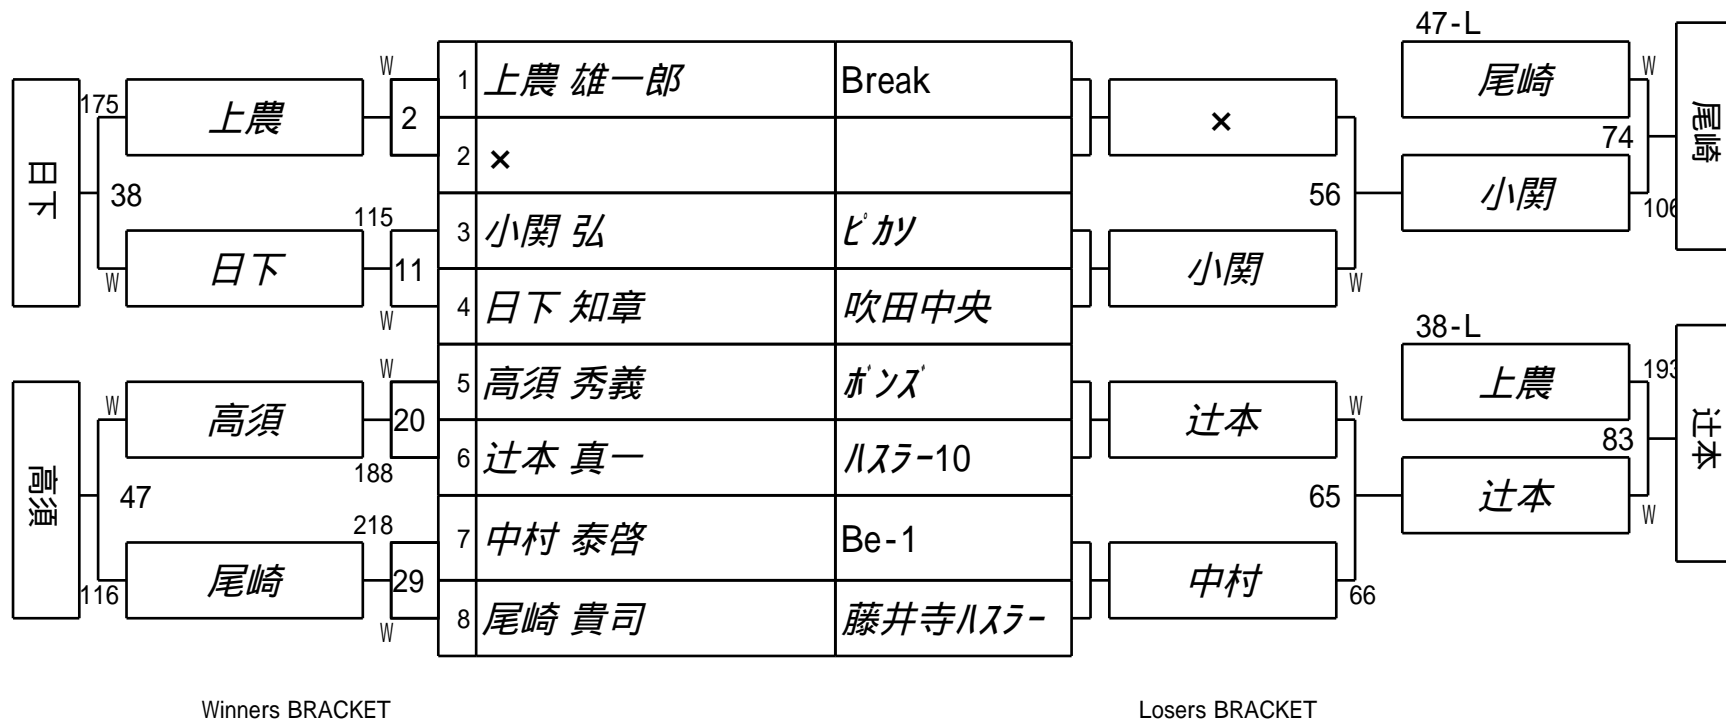 47-L
W
1 上農 雄一郎 Break
尾崎
W
175
上農
2
×
尾崎
74
2 ×
日下
38
56
小関
106
115
3 小関 弘 ピカソ
日下
11
小関
W
W
4 日下 知章 吹田中央
W
38-L
W
5 高須 秀義 ボンズ
上農
193
W
高須
20
辻本
W
辻本
83
188
6 辻本 真一 ハスラー10
高須
47
65
辻本
W
218
7 中村 泰啓 Be-1
116
尾崎
29
中村
66
W
8 尾崎 貴司 藤井寺ハスラー
Winners BRACKET
Losers BRACKET